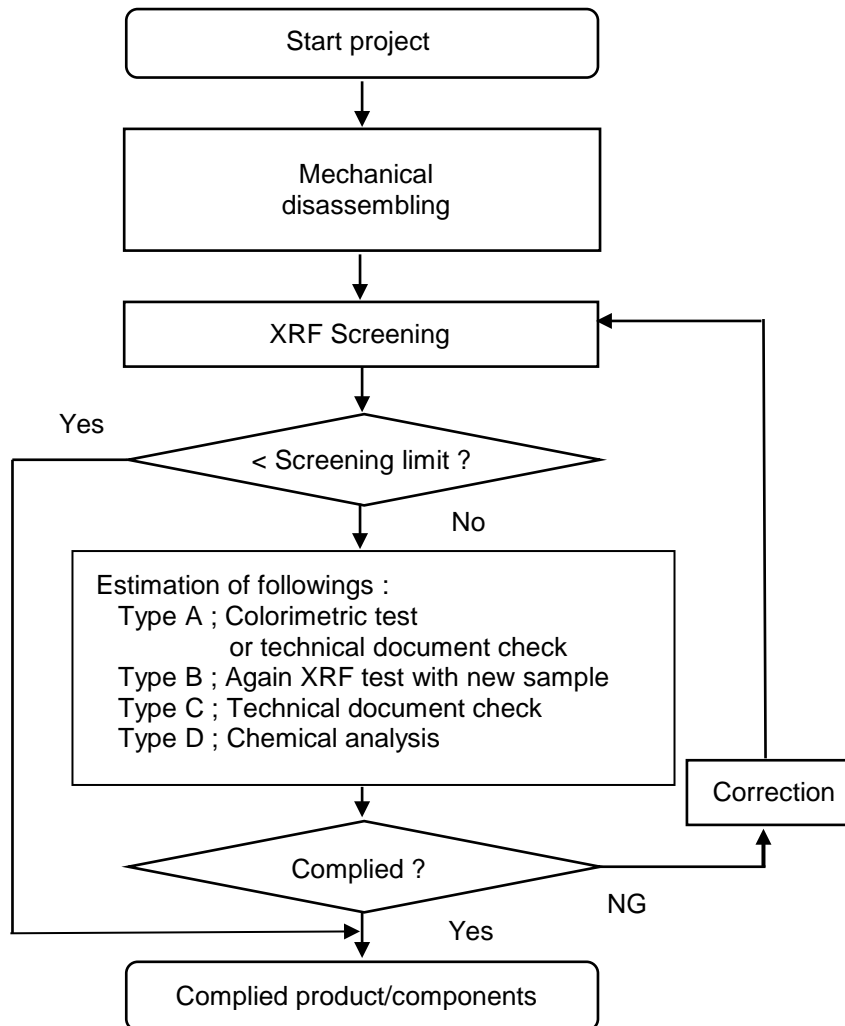 Start project
Mechanical
disassembling
XRF Screening
Yes
< Screening limit ?
No
Estimation of followings :
Type A ; Colorimetric test
or technical document check
Type B ; Again XRF test with new sample
Type C ; Technical document check
Type D ; Chemical analysis
Correction
Complied ?
NG
Yes
Complied product/components